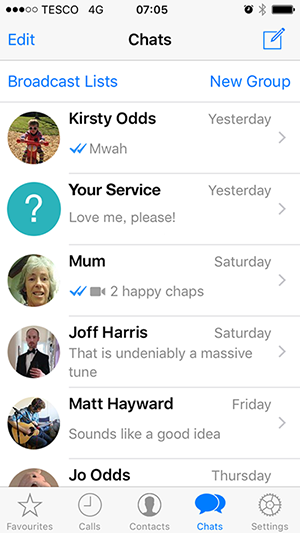 TESCO 4G 07:05
Edit Chats
Broadcast Lists New Group
Kirsty Odds Yesterday
Mwah
?
Your Service Yesterday
Love me, please!
Mum Saturday
2 happy chaps
Joff Harris Saturday
That is undeniably a massive
tune
Matt Hayward Friday
Sounds like a good idea
Jo Odds Thursday
Favourites Calls Contacts Chats Settings